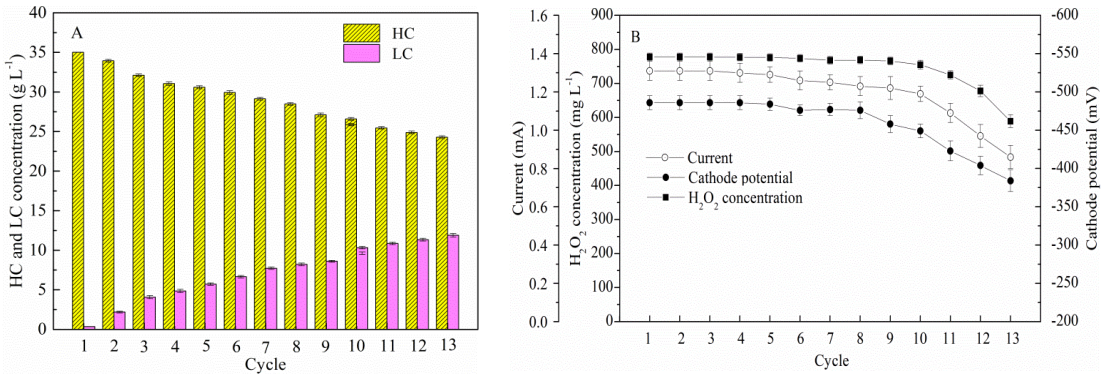 A
HC
LC
HC and LC concentration (g L⁻¹)
40
35
30
25
20
15
10
5
0
1 2 3 4 5 6 7 8 9 10 11 12 13
Cycle
B
Current (mA)
1.6
1.4
1.2
1.0
0.8
0.6
0.4
0.2
0.0
H₂O₂ concentration (mg L⁻¹)
900
800
700
600
500
400
300
200
100
0
Current
Cathode potential
H₂O₂ concentration
-600
-550
-500
-450
-400
-350
-300
-250
-200
Cathode potential (mV)
1 2 3 4 5 6 7 8 9 10 11 12 13
Cycle